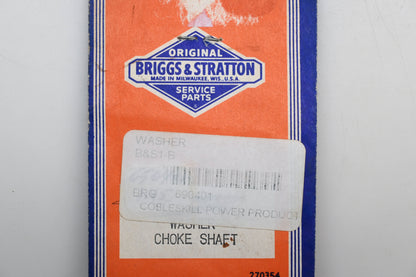 ORIGINAL
BRIGGS & STRATTON
MADE IN MILWAUKEE, WIS., U.S.A.
SERVICE
PARTS
WASHER
B&S1-B
BRG 690401
COBLESKILL POWER PRODUCT
WASHER
CHOKE SHAFT
270354